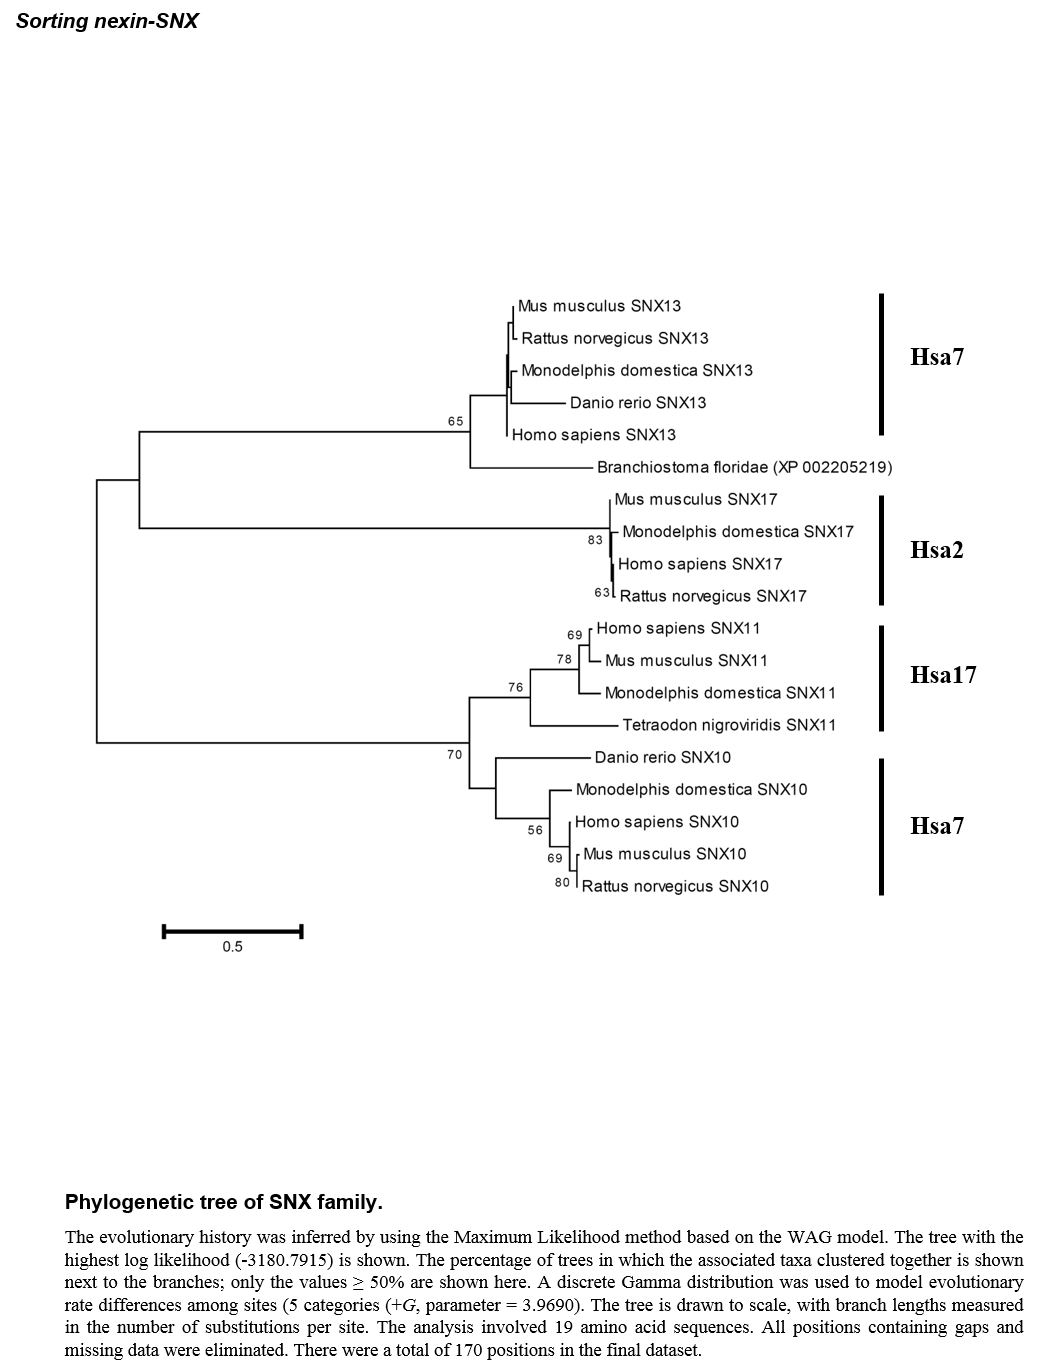 Sorting nexin-SNX
Mus musculus SNX13
Rattus norvegicus SNX13
Hsa7
Monodelphis domestica SNX13
Danio rerio SNX13
65
Homo sapiens SNX13
Branchiostoma floridae (XP 002205219)
Mus musculus SNX17
Monodelphis domestica SNX17
83
Hsa2
Homo sapiens SNX17
63
Rattus norvegicus SNX17
Homo sapiens SNX11
69
78
Mus musculus SNX11
Hsa17
76
Monodelphis domestica SNX11
Tetraodon nigroviridis SNX11
70
Danio rerio SNX10
Monodelphis domestica SNX10
Homo sapiens SNX10
Hsa7
56
Mus musculus SNX10
69
80
Rattus norvegicus SNX10
0.5
Phylogenetic tree of SNX family.
The evolutionary history was inferred by using the Maximum Likelihood method based on the WAG model. The tree with the
highest log likelihood (-3180.7915) is shown. The percentage of trees in which the associated taxa clustered together is shown
next to the branches; only the values ≥ 50% are shown here. A discrete Gamma distribution was used to model evolutionary
rate differences among sites (5 categories (+G, parameter = 3.9690). The tree is drawn to scale, with branch lengths measured
in the number of substitutions per site. The analysis involved 19 amino acid sequences. All positions containing gaps and
missing data were eliminated. There were a total of 170 positions in the final dataset.